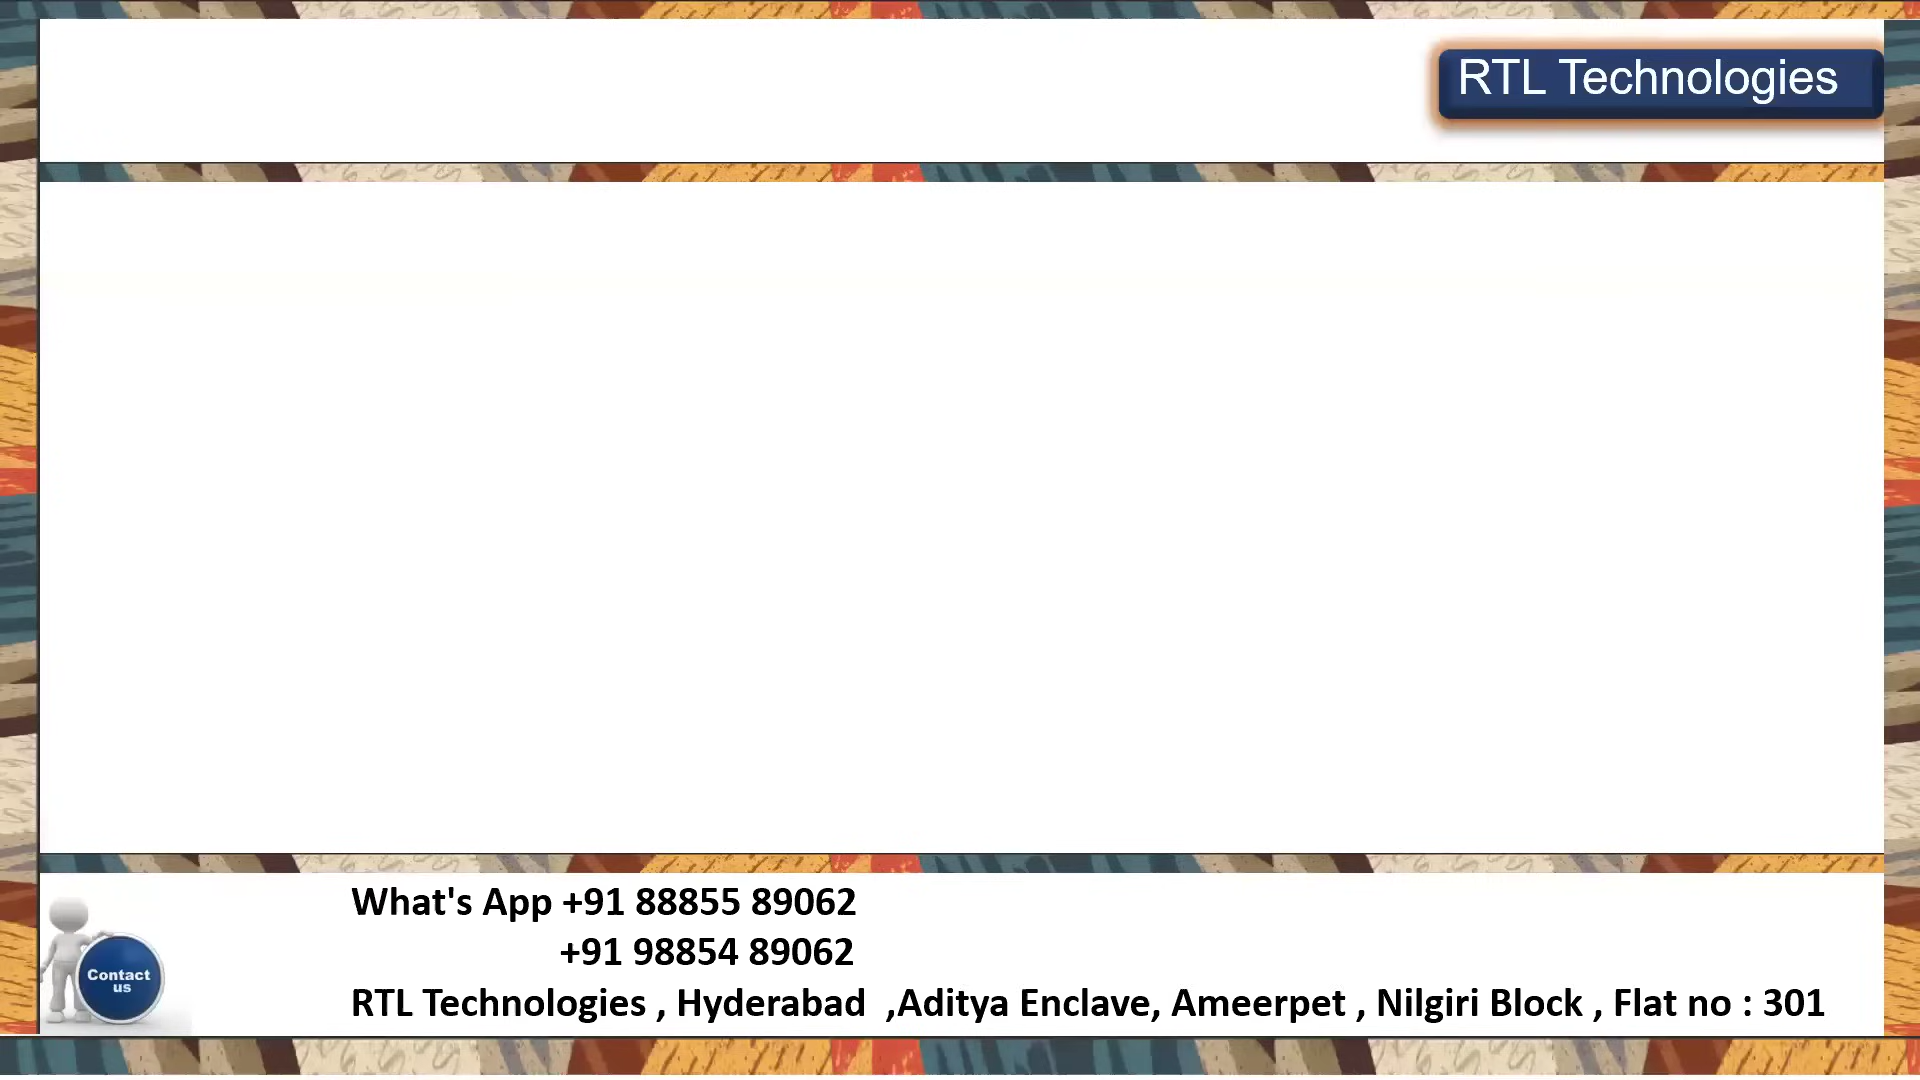 RTL Technologies
What's App +91 88855 89062
+91 98854 89062
Contact
us
RTL Technologies , Hyderabad ,Aditya Enclave, Ameerpet , Nilgiri Block , Flat no : 301